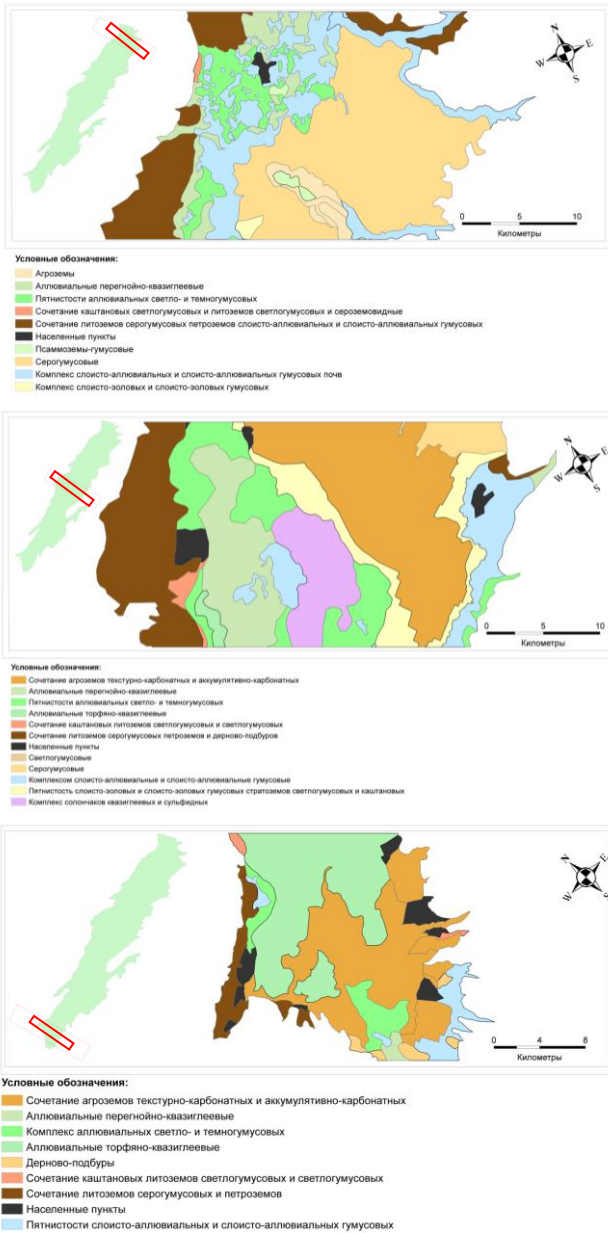 N
W
E
S
0 5 10
Километры
Условные обозначения:
Агроземы
Аллювиальные перегнойно-квазиглеевые
Пятнистости аллювиальных светло- и темногумусовых
Сочетание каштановых светлогумусовых и литоземов светлогумусовых и сероземовидные
Сочетание литоземов серогумусовых петроземов слоисто-аллювиальных и слоисто-аллювиальных гумусовых
Населенные пункты
Псаммоземы-гумусовые
Серогумусовые
Комплекс слоисто-аллювиальных и слоисто-аллювиальных гумусовых почв
Комплекс слоисто-эоловых и слоисто-эоловых гумусовых
N
W
E
S
0 5 10
Километры
Условные обозначения:
Сочетание агроземов текстурно-карбонатных и аккумулятивно-карбонатных
Аллювиальные перегнойно-квазиглеевые
Пятнистости аллювиальных светло- и темногумусовых
Аллювиальные торфяно-квазиглеевые
Сочетание каштановых литоземов светлогумусовых и светлогумусовых
Сочетание литоземов серогумусовых петроземов и дерново-подбуров
Населенные пункты
Светлогумусовые
Серогумусовые
Комплексом слоисто-аллювиальные и слоисто-аллювиальные гумусовые
Пятнистость слоисто-эоловых и слоисто-эоловых гумусовых стратоземов светлогумусовых и каштановых
Комплекс солончаков квазиглеевых и сульфидных
N
E
W
S
0 4 8
Километры
Условные обозначения:
Сочетание агроземов текстурно-карбонатных и аккумулятивно-карбонатных
Аллювиальные перегнойно-квазиглеевые
Комплекс аллювиальных светло- и темногумусовых
Аллювиальные торфяно-квазиглеевые
Дерново-подбуры
Сочетание каштановых литоземов светлогумусовых и светлогумусовых
Сочетание литоземов серогумусовых и петроземов
Населенные пункты
Пятнистости слоисто-аллювиальных и слоисто-аллювиальных гумусовых